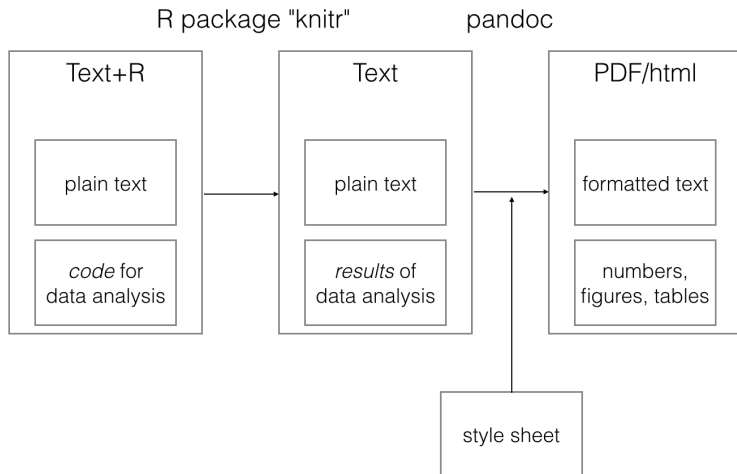 R package "knitr"
pandoc
Text+R
plain text
code for
data analysis
Text
plain text
results of
data analysis
PDF/html
formatted text
numbers,
figures, tables
style sheet